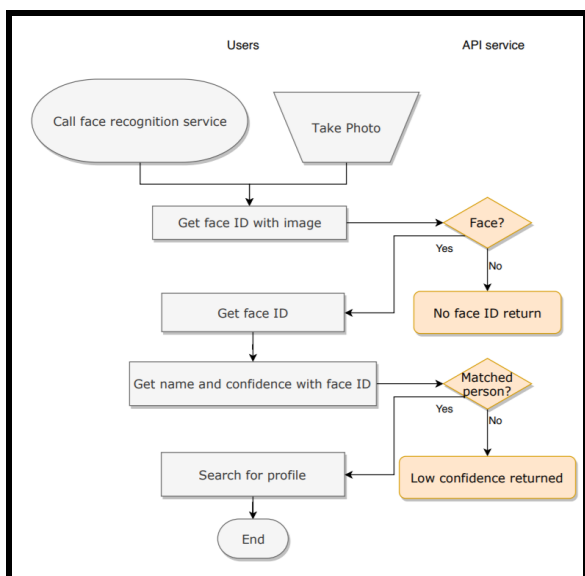 Users
API service
Call face recognition service
Take Photo
Get face ID with image
Face?
Yes
No
Get face ID
No face ID return
Get name and confidence with face ID
Matched
person?
Yes
No
Search for profile
Low confidence returned
End